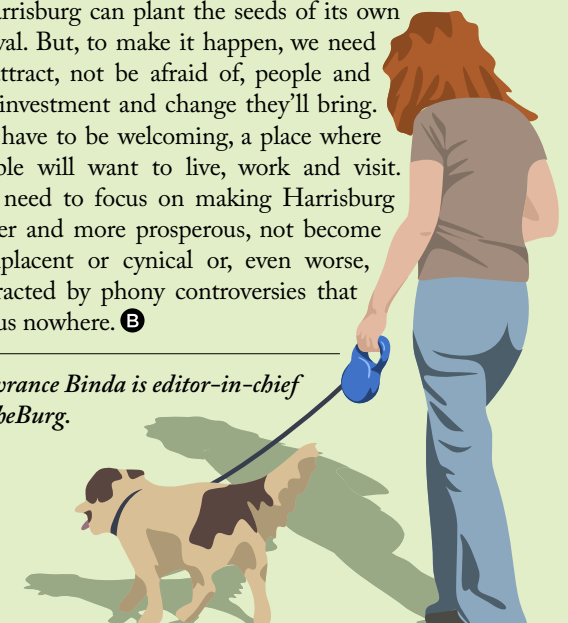 arrisburg can plant the seeds of its own
val. But, to make it happen, we need
ttract, not be afraid of, people and
investment and change they'll bring.
have to be welcoming, a place where
ple will want to live, work and visit.
need to focus on making Harrisburg
er and more prosperous, not become
placent or cynical or, even worse,
racted by phony controversies that
us nowhere. B
wrance Binda is editor-in-chief
heBurg.